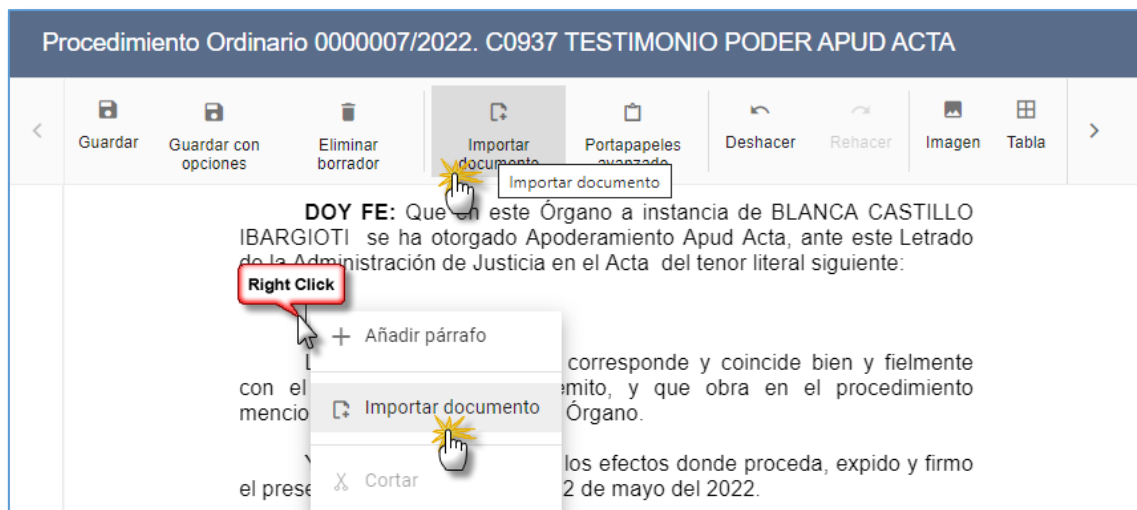 Procedimiento Ordinario 0000007/2022. C0937 TESTIMONIO PODER APUD ACTA
Guardar
Guardar con
opciones
Eliminar
borrador
Importar
documento
Portapapeles
avanzado
Deshacer
Rehacer
Imagen
Tabla
Importar documento
DOY FE: Que en este Órgano a instancia de BLANCA CASTILLO
IBARGIOTI se ha otorgado Apoderamiento Apud Acta, ante este Letrado
de la Administración de Justicia en el Acta del tenor literal siguiente:
Right Click
Añadir párrafo
corresponde y coincide bien y fielmente
con el
y que obra en el procedimiento
Importar documento
Órgano.
los efectos donde proceda, expido y firmo
Cortar
el
2 de mayo del 2022.